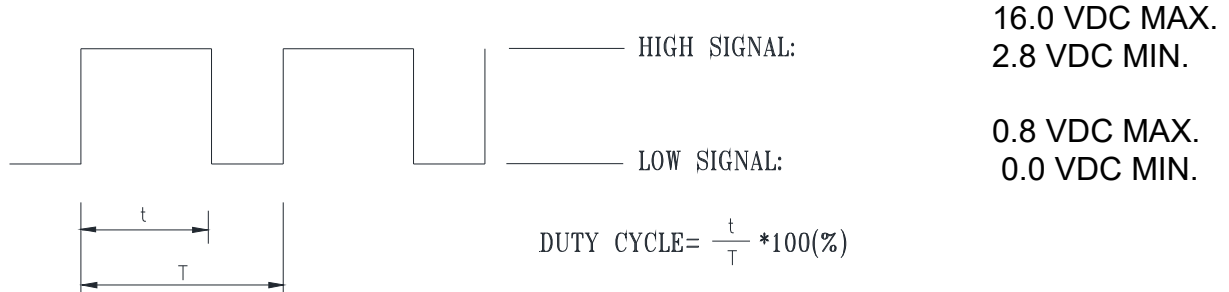 16.0 VDC MAX.
HIGH SIGNAL:
2.8 VDC MIN.
0.8 VDC MAX.
LOW SIGNAL:
0.0 VDC MIN.
t
DUTY CYCLE= t/T *100(%)
T